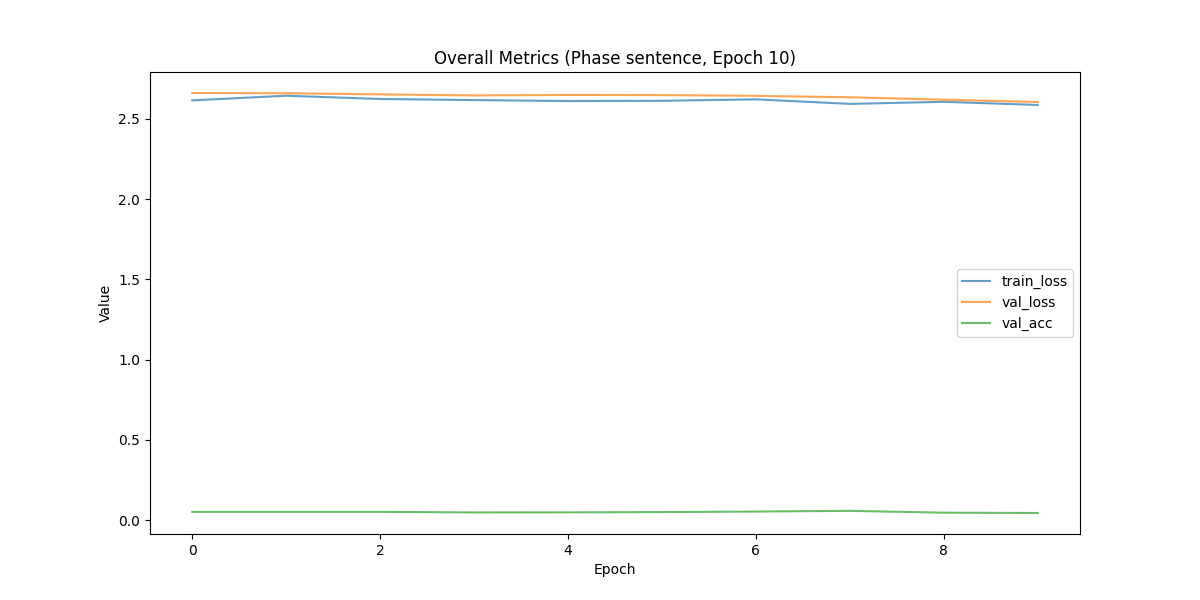 Overall Metrics (Phase sentence, Epoch 10)
2.5
2.0
1.5
1.0
0.5
0.0
Value
train_loss
val_loss
val_acc
0 2 4 6 8
Epoch